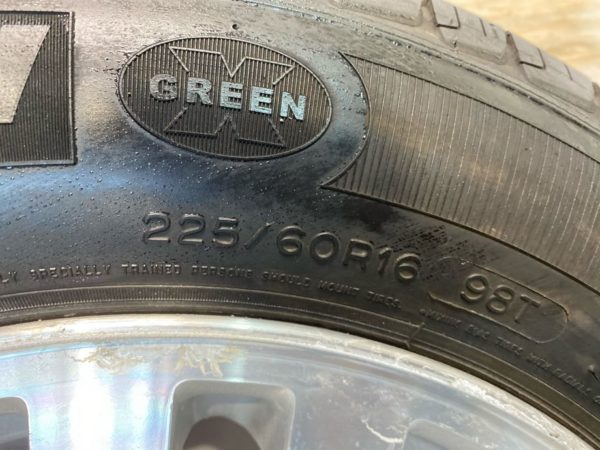 GREEN X
225/60R16 98T
SPECIALLY TRAINED PERSONS SHOULD MOUNT TIRES.